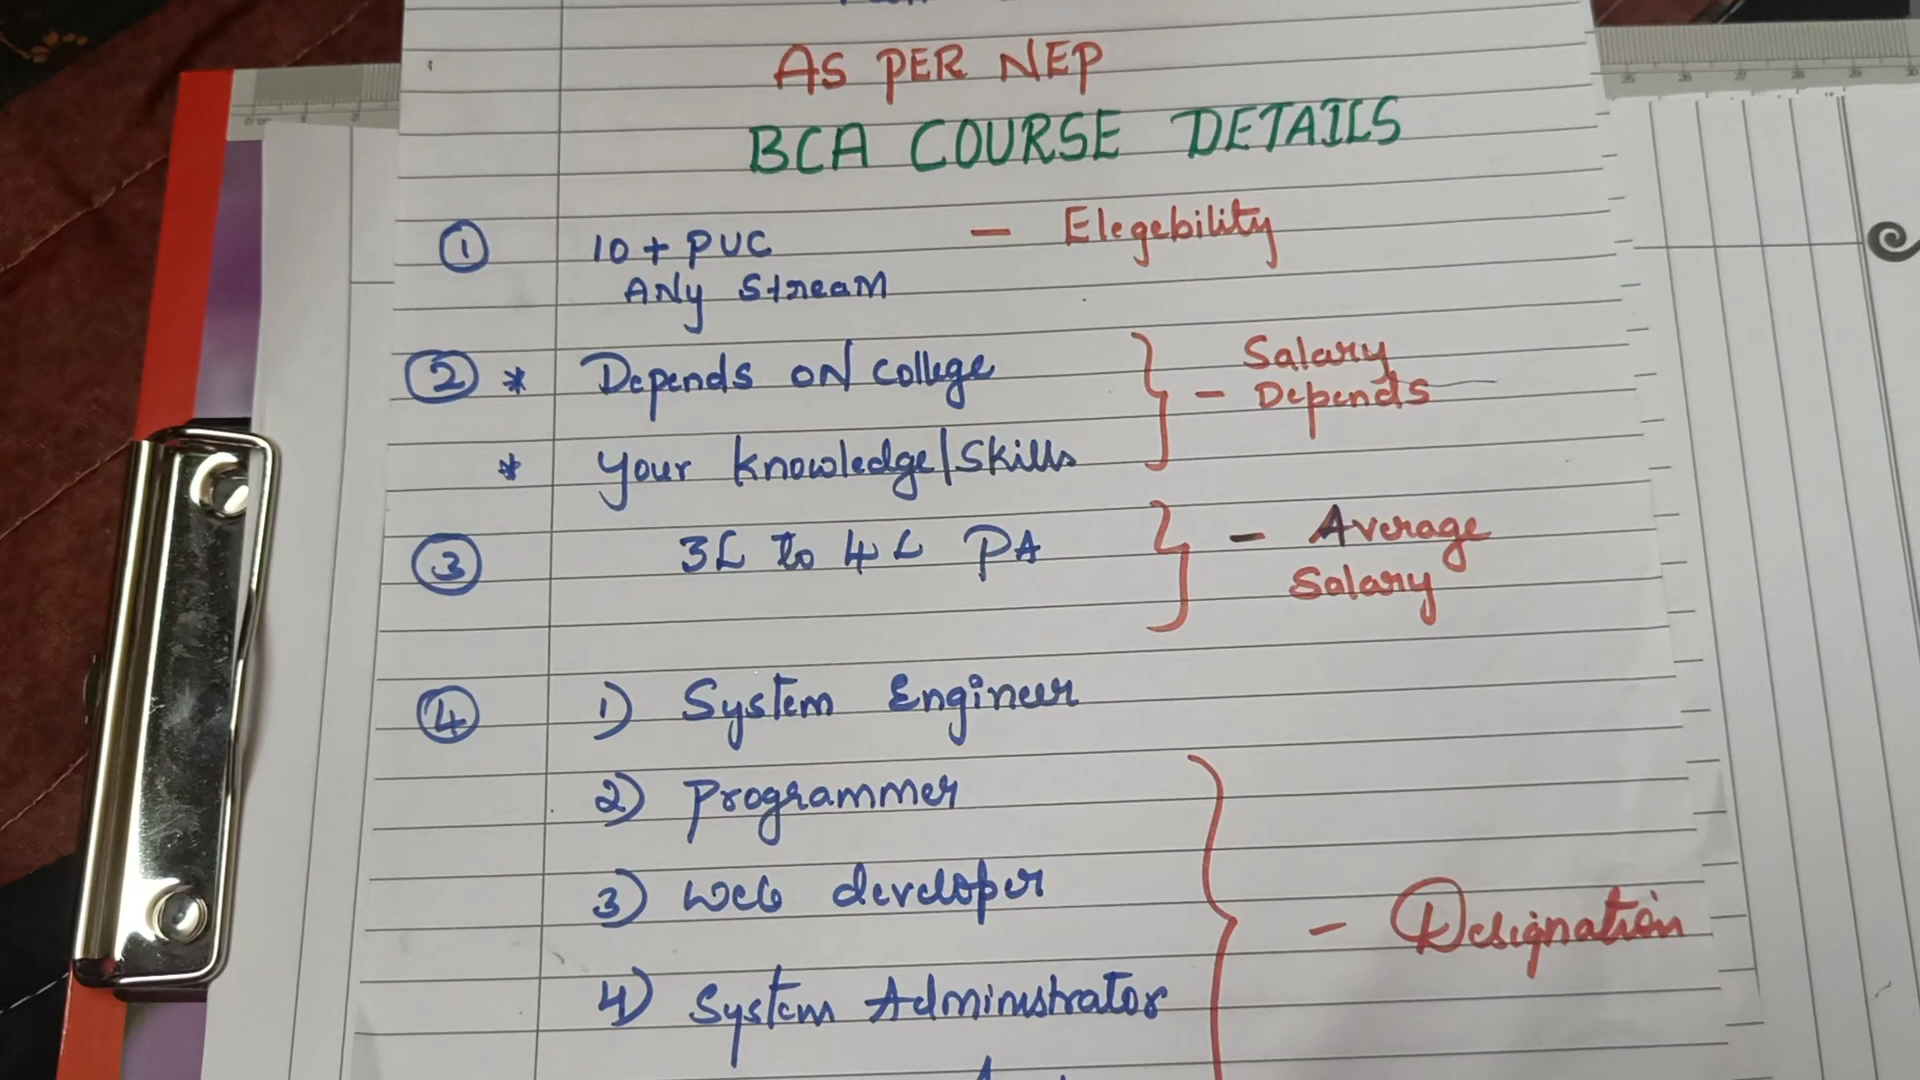 AS PER NEP
BCA COURSE DETAILS
① 10 + PUC - Elegebility
ANy StreaM
② * Depends oN college } - Salary Depends
* your knowledge/Skills
③ 3L to 4L PA } - Average Salary
④ 1) System Engineer
2) Programmer
3) Web developer } - Designation
4) System Adminstrator